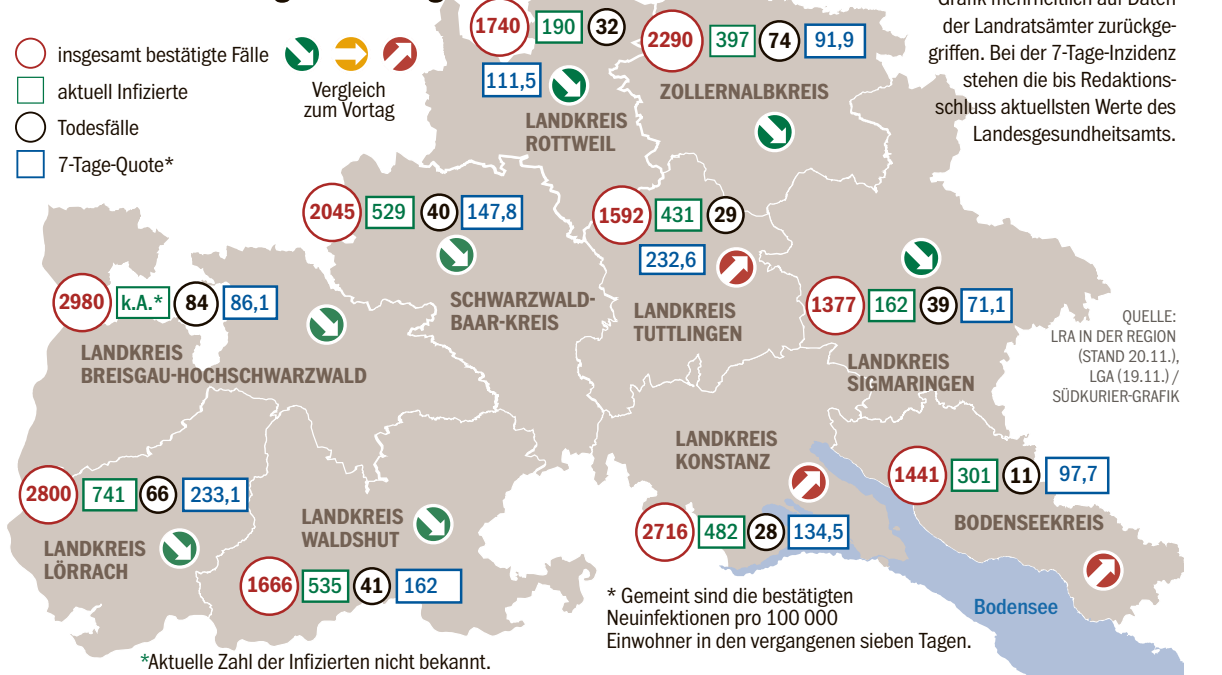 insgesamt bestätigte Fälle
aktuell Infizierte
Todesfälle
7-Tage-Quote*
Vergleich
zum Vortag
Grafik mehrheitlich auf Daten
der Landratsämter zurückge-
griffen. Bei der 7-Tage-Inzidenz
stehen die bis Redaktions-
schluss aktuellsten Werte des
Landesgesundheitsamts.
1740 190 32
111,5
LANDKREIS
ROTTWEIL
2290 397 74 91,9
ZOLLERNALBKREIS
2045 529 40 147,8
SCHWARZWALD-
BAAR-KREIS
1592 431 29
232,6
LANDKREIS
TUTTLINGEN
2980 k.A.* 84 86,1
LANDKREIS
BREISGAU-HOCHSCHWARZWALD
1377 162 39 71,1
LANDKREIS
SIGMARINGEN
QUELLE:
LRA IN DER REGION
(STAND 20.11.),
LGA (19.11.) /
SÜDKURIER-GRAFIK
2800 741 66 233,1
LANDKREIS
LÖRRACH
LANDKREIS
WALDSHUT
1666 535 41 162
LANDKREIS
KONSTANZ
2716 482 28 134,5
1441 301 11 97,7
BODENSEEKREIS
Bodensee
* Gemeint sind die bestätigten
Neuinfektionen pro 100 000
Einwohner in den vergangenen sieben Tagen.
*Aktuelle Zahl der Infizierten nicht bekannt.